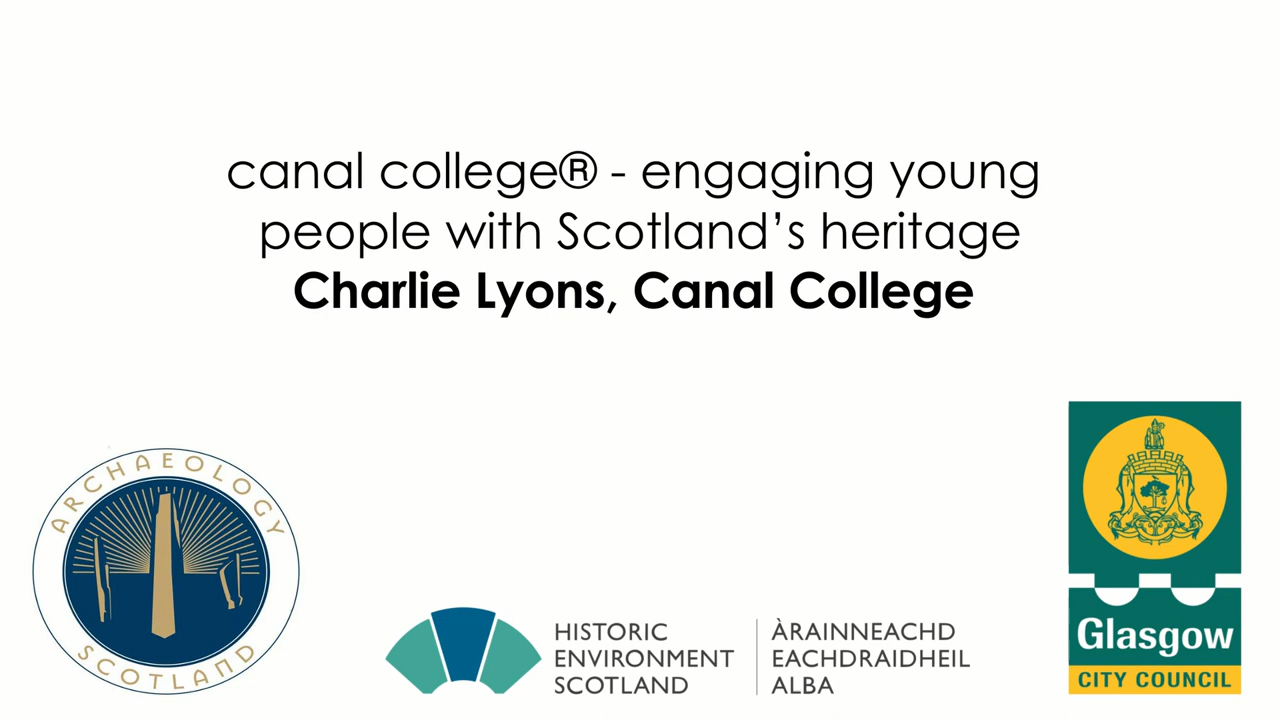 canal college® - engaging young
people with Scotland’s heritage
Charlie Lyons, Canal College
ARCHAEOLOGY
SCOTLAND
HISTORIC
ENVIRONMENT
SCOTLAND
ÀRAINNEACHD
EACHDRAIDHEIL
ALBA
Glasgow
CITY COUNCIL